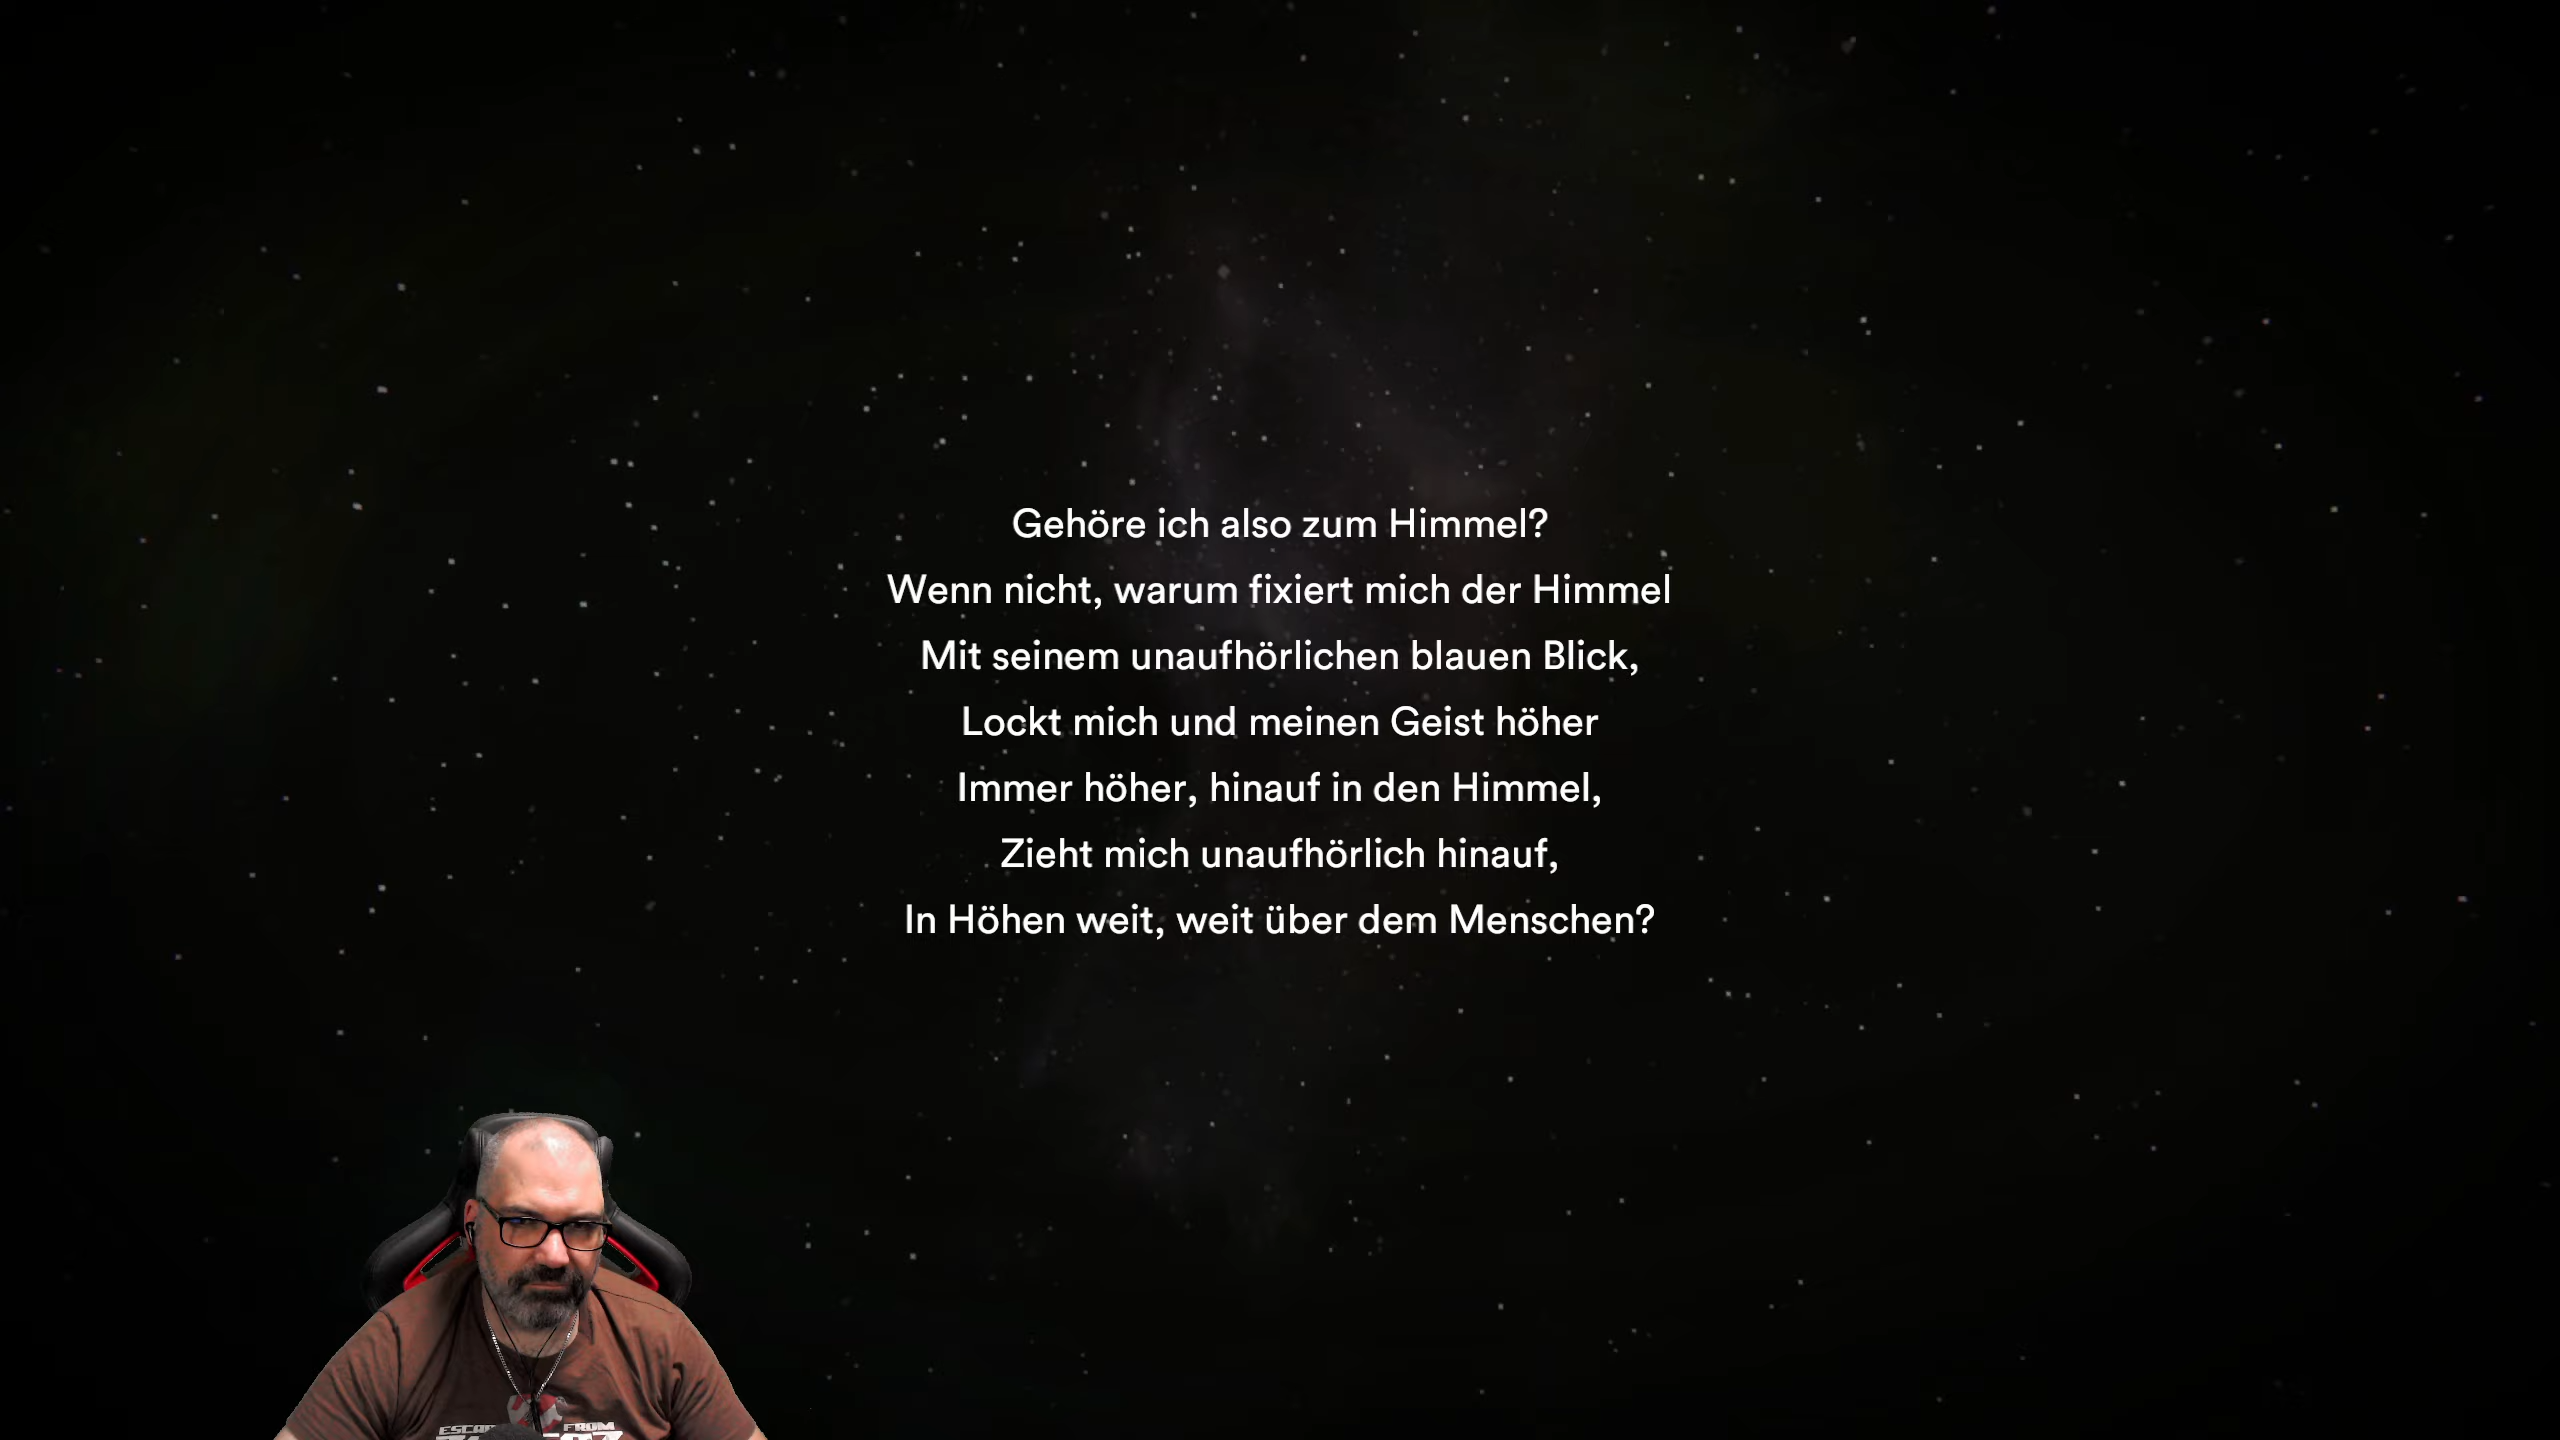 Gehöre ich also zum Himmel?
Wenn nicht, warum fixiert mich der Himmel
Mit seinem unaufhörlichen blauen Blick,
Lockt mich und meinen Geist höher
Immer höher, hinauf in den Himmel,
Zieht mich unaufhörlich hinauf,
In Höhen weit, weit über dem Menschen?
FROM